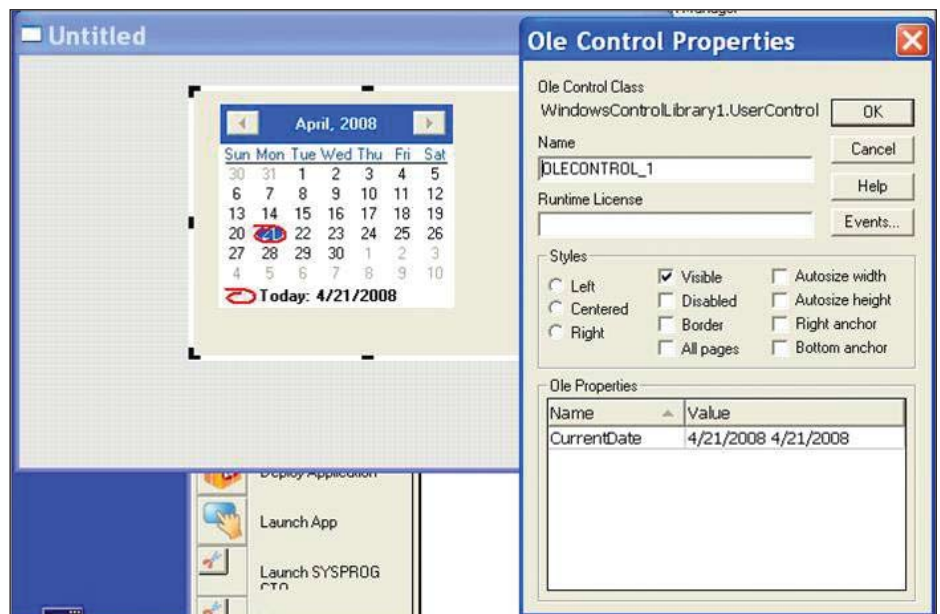 Untitled
April, 2008
Sun Mon Tue Wed Thu Fri Sat
30 31 1 2 3 4 5
6 7 8 9 10 11 12
13 14 15 16 17 18 19
20 21 22 23 24 25 26
27 28 29 30 1 2 3
4 5 6 7 8 9 10
Today: 4/21/2008
Deploy Application
Launch App
Launch SYSPROG
Ole Control Properties
Ole Control Class
WindowsControlLibrary1.UserControl
OK
Name
Cancel
OLECONTROL_1
Help
Runtime License
Events...
Styles
Left
Centered
Right
Visible
Disabled
Border
All pages
Autosize width
Autosize height
Right anchor
Bottom anchor
Ole Properties
Name Value
CurrentDate 4/21/2008 4/21/2008